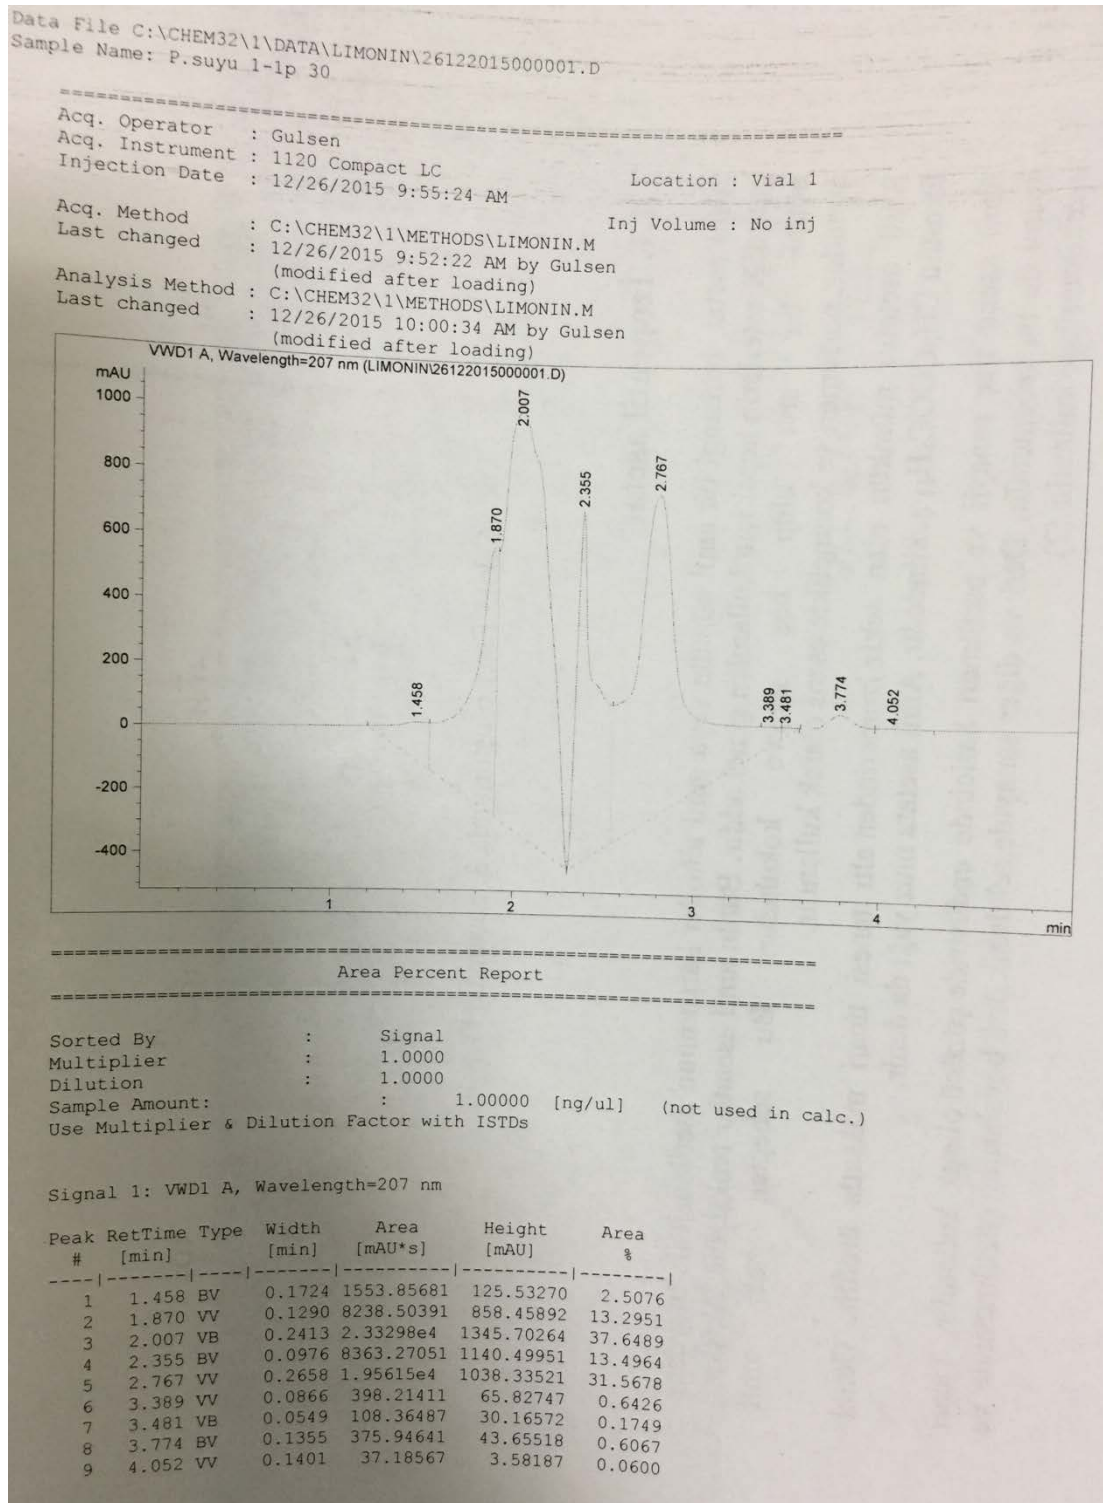 Data File C:\CHEM32\1\DATA\LIMONIN\26122015000001.D
Sample Name: P.suyu 1-1p 30
=====================================================================
Acq. Operator : Gulsen
Acq. Instrument : 1120 Compact LC Location : Vial 1
Injection Date : 12/26/2015 9:55:24 AM
Inj Volume : No inj
Acq. Method : C:\CHEM32\1\METHODS\LIMONIN.M
Last changed : 12/26/2015 9:52:22 AM by Gulsen
(modified after loading)
Analysis Method : C:\CHEM32\1\METHODS\LIMONIN.M
Last changed : 12/26/2015 10:00:34 AM by Gulsen
(modified after loading)
VWD1 A, Wavelength=207 nm (LIMONIN\26122015000001.D)
mAU
1000
800
600
400
200
0
-200
-400
1.458
1.870
2.007
2.355
2.767
3.389
3.481
3.774
4.052
1 2 3 4 min
=====================================================================
Area Percent Report
=====================================================================
Sorted By : Signal
Multiplier : 1.0000
Dilution : 1.0000
Sample Amount: : 1.00000 [ng/ul] (not used in calc.)
Use Multiplier & Dilution Factor with ISTDs
Signal 1: VWD1 A, Wavelength=207 nm
Peak RetTime Type Width Area Height Area
# [min] [min] [mAU*s] [mAU] %
----|-------|----|-------|----------|----------|--------|
1 1.458 BV 0.1724 1553.85681 125.53270 2.5076
2 1.870 VV 0.1290 8238.50391 858.45892 13.2951
3 2.007 VB 0.2413 2.33298e4 1345.70264 37.6489
4 2.355 BV 0.0976 8363.27051 1140.49951 13.4964
5 2.767 VV 0.2658 1.95615e4 1038.33521 31.5678
6 3.389 VV 0.0866 398.21411 65.82747 0.6426
7 3.481 VB 0.0549 108.36487 30.16572 0.1749
8 3.774 BV 0.1355 375.94641 43.65518 0.6067
9 4.052 VV 0.1401 37.18567 3.58187 0.0600